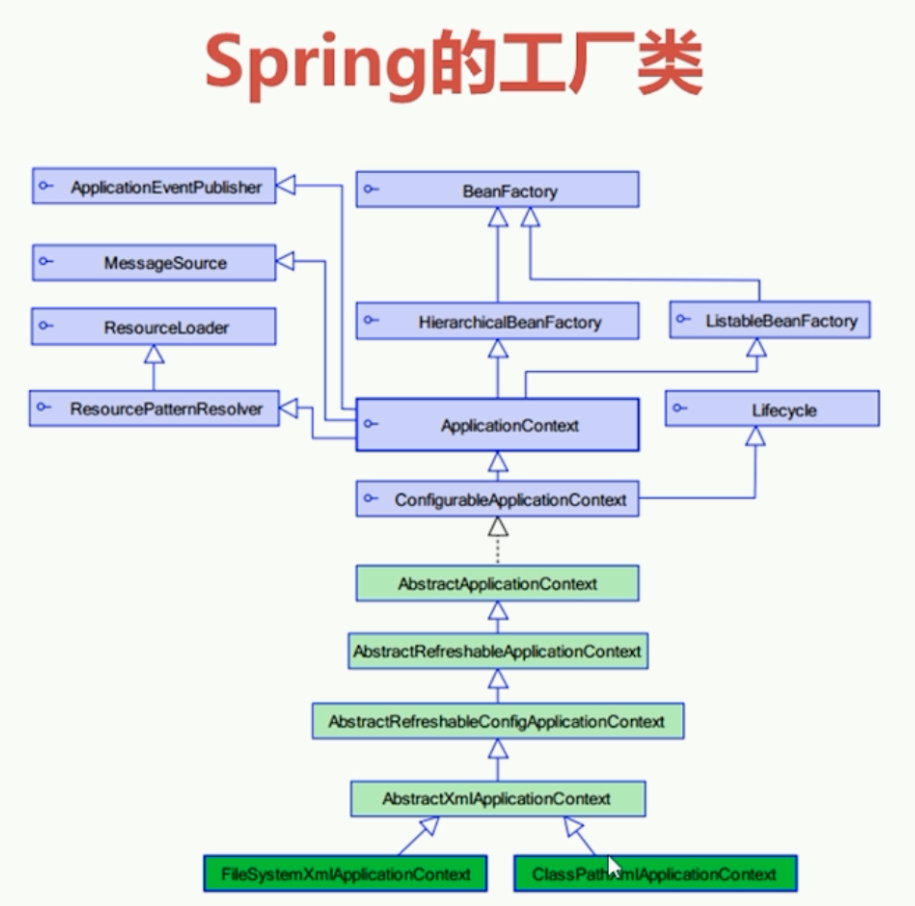 Spring的工厂类
ApplicationEventPublisher
BeanFactory
MessageSource
ResourceLoader
HierarchicalBeanFactory
ListableBeanFactory
ResourcePatternResolver
ApplicationContext
Lifecycle
ConfigurableApplicationContext
AbstractApplicationContext
AbstractRefreshableApplicationContext
AbstractRefreshableConfigApplicationContext
AbstractXmlApplicationContext
FileSystemXmlApplicationContext
ClassPathXmlApplicationContext